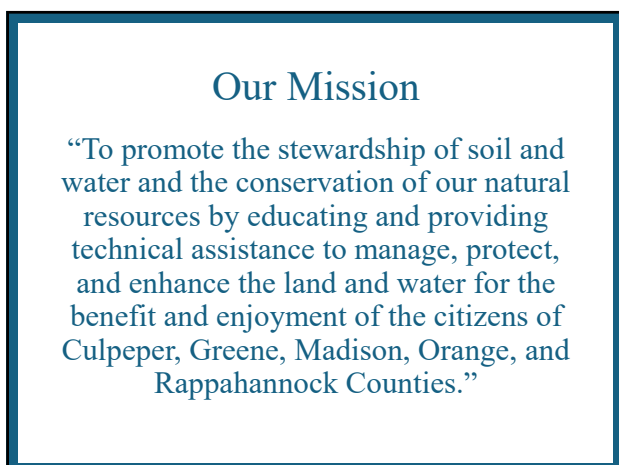 Our Mission
“To promote the stewardship of soil and
water and the conservation of our natural
resources by educating and providing
technical assistance to manage, protect,
and enhance the land and water for the
benefit and enjoyment of the citizens of
Culpeper, Greene, Madison, Orange, and
Rappahannock Counties.”